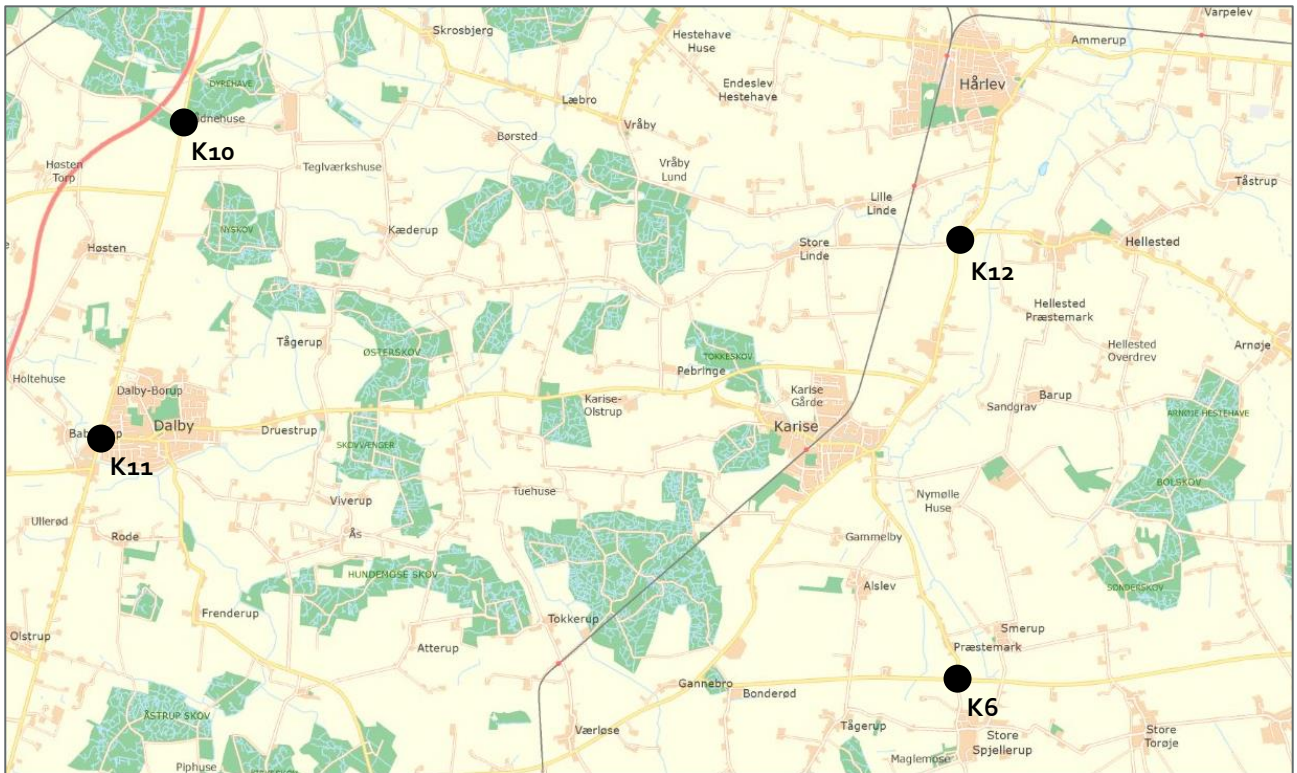 Varpelev
Skrosbjerg
Hestehave
Huse
Ammerup
DYREHAVE
Endeslev
Hestehave
Hårlev
Læbro
K10
Vråby
Børsted
Høsten
Torp
Teglværkshuse
Vråby
Lund
Tåstrup
Lille
Linde
NYSKOV
Kæderup
Høsten
Store
Linde
Hellested
K12
Hellested
Præstemark
Tågerup
ØSTERSKOV
TOKKESKOV
Hellested
Overdrev
Arnøje
Pebringe
Holtehuse
Dalby-Borup
Karise
Gårde
Karise-
Olstrup
Barup
Sandgrav
ARNØJE HESTEHAVE
Dalby
Druestrup
Karise
SKOVVÆNGER
K11
BOLSKOV
Tuehuse
Viverup
Nymølle
Huse
Ullerød
Rode
Ås
Gammelby
HUNDEMOSE SKOV
Alslev
SØNDERSKOV
Frenderup
Tokkerup
Olstrup
Smerup
Atterup
Præstemark
Gannebro
Bonderød
K6
ÅSTRUP SKOV
Værløse
Tågerup
Store
Spjellerup
Store
Torøje
Maglemose
Piphuse